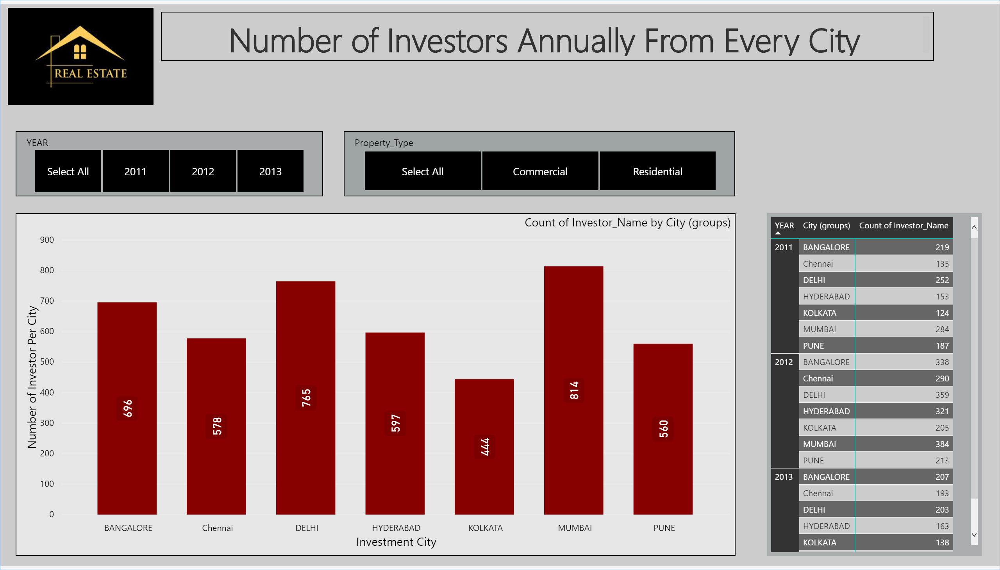 Number of Investors Annually From Every City
REAL ESTATE
YEAR
Select All 2011 2012 2013
Property_Type
Select All Commercial Residential
Count of Investor_Name by City (groups)
Number of Investor Per City
900
800
700
600
500
400
300
200
100
0
696 578 765 597 444 814 560
BANGALORE Chennai DELHI HYDERABAD KOLKATA MUMBAI PUNE
Investment City
YEAR City (groups) Count of Investor_Name
2011 BANGALORE 219
Chennai 135
DELHI 252
HYDERABAD 153
KOLKATA 124
MUMBAI 284
PUNE 187
2012 BANGALORE 338
Chennai 290
DELHI 359
HYDERABAD 321
KOLKATA 205
MUMBAI 384
PUNE 213
2013 BANGALORE 207
Chennai 193
DELHI 203
HYDERABAD 163
KOLKATA 138